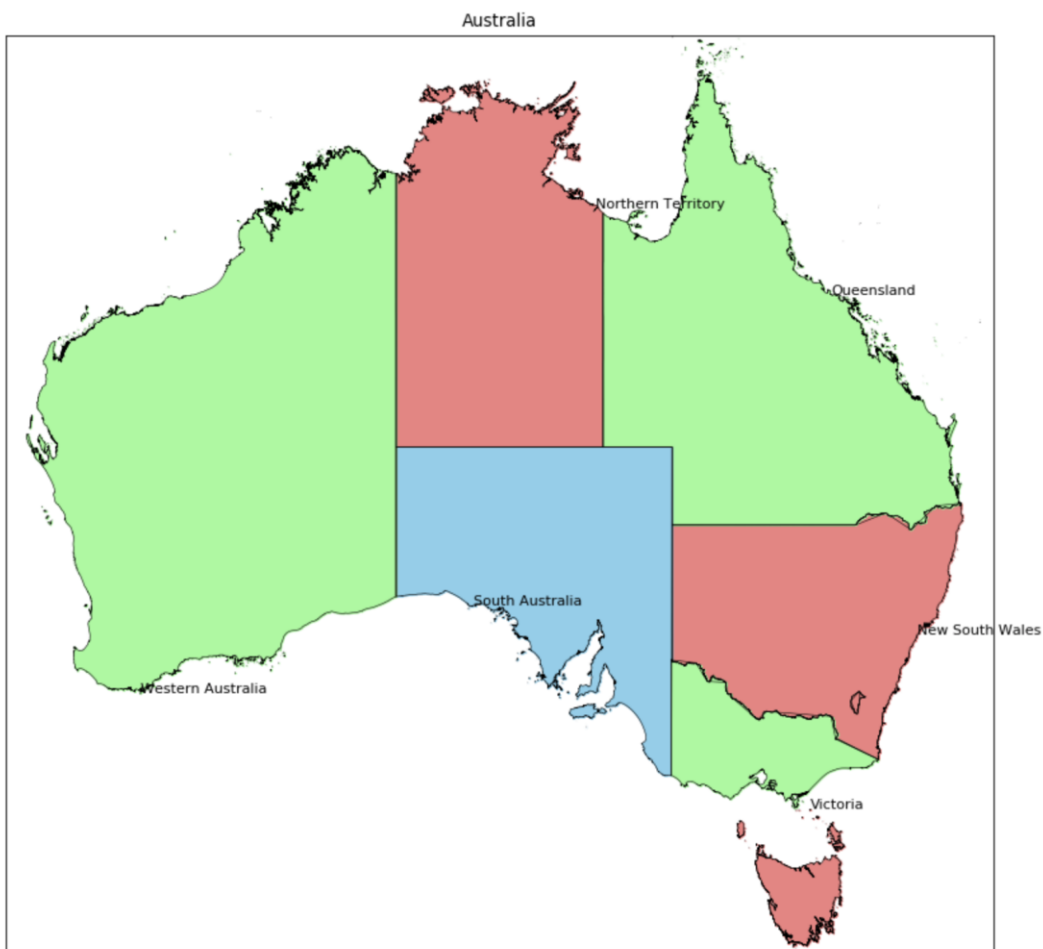 Australia
Northern Territory
Queensland
South Australia
New South Wales
Western Australia
Victoria